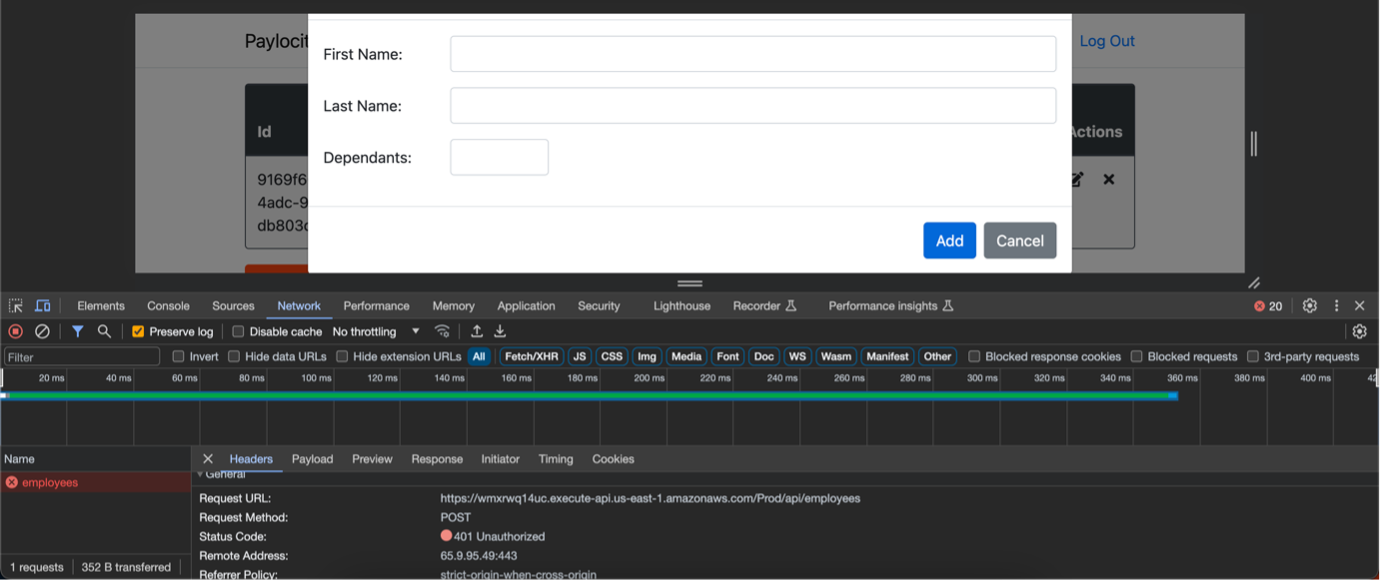 Paylocit
Log Out
First Name:
Last Name:
Dependants:
Id
Actions
9169f6
4adc-9
db803c
Add Cancel
Elements Console Sources Network Performance Memory Application Security Lighthouse Recorder Performance insights 20
Preserve log Disable cache No throttling
Filter Invert Hide data URLs Hide extension URLs All Fetch/XHR JS CSS Img Media Font Doc WS Wasm Manifest Other Blocked response cookies Blocked requests 3rd-party requests
20 ms 40 ms 60 ms 80 ms 100 ms 120 ms 140 ms 160 ms 180 ms 200 ms 220 ms 240 ms 260 ms 280 ms 300 ms 320 ms 340 ms 360 ms 380 ms 400 ms 42
Name Headers Payload Preview Response Initiator Timing Cookies
General
employees
Request URL: https://wmxrwq14uc.execute-api.us-east-1.amazonaws.com/Prod/api/employees
Request Method: POST
Status Code: 401 Unauthorized
Remote Address: 65.9.95.49:443
Referrer Policy: strict-origin-when-cross-origin
1 requests 352 B transferred